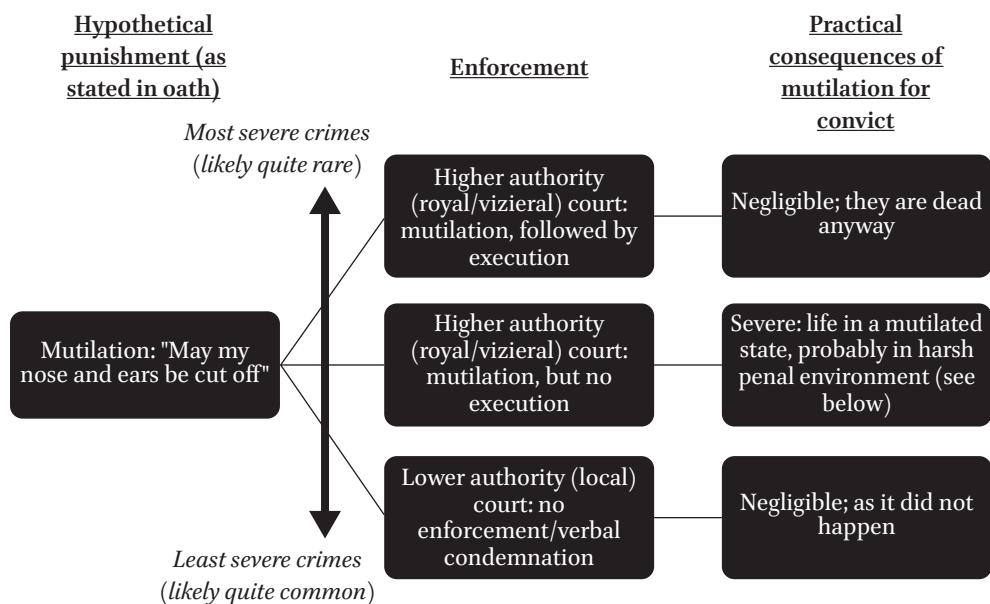 Hypothetical
punishment (as
stated in oath)
Enforcement
Practical
consequences of
mutilation for
convict
Most severe crimes
(likely quite rare)
Higher authority
(royal/vizieral) court:
mutilation, followed by
execution
Negligible; they are dead
anyway
Mutilation: "May my
nose and ears be cut off"
Higher authority
(royal/vizieral) court:
mutilation, but no
execution
Severe: life in a mutilated
state, probably in harsh
penal environment (see
below)
Lower authority (local)
court: no
enforcement/verbal
condemnation
Negligible; as it did not
happen
Least severe crimes
(likely quite common)